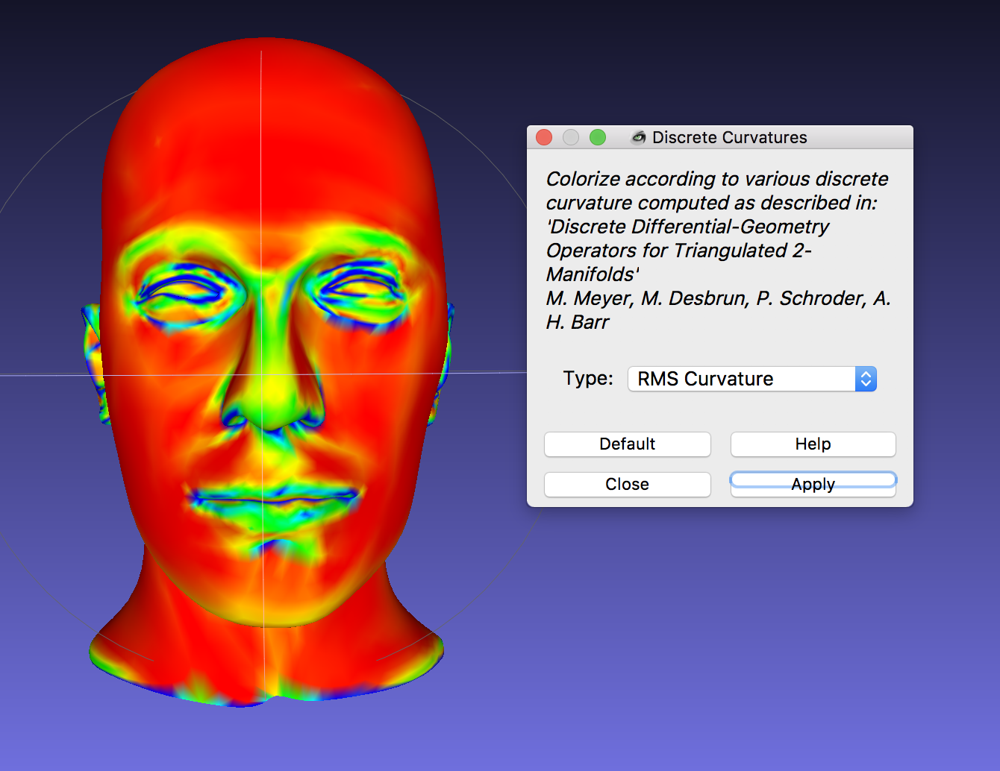 Discrete Curvatures
Colorize according to various discrete
curvature computed as described in:
'Discrete Differential-Geometry
Operators for Triangulated 2-
Manifolds'
M. Meyer, M. Desbrun, P. Schroder, A.
H. Barr
Type: RMS Curvature
Default Help
Close Apply